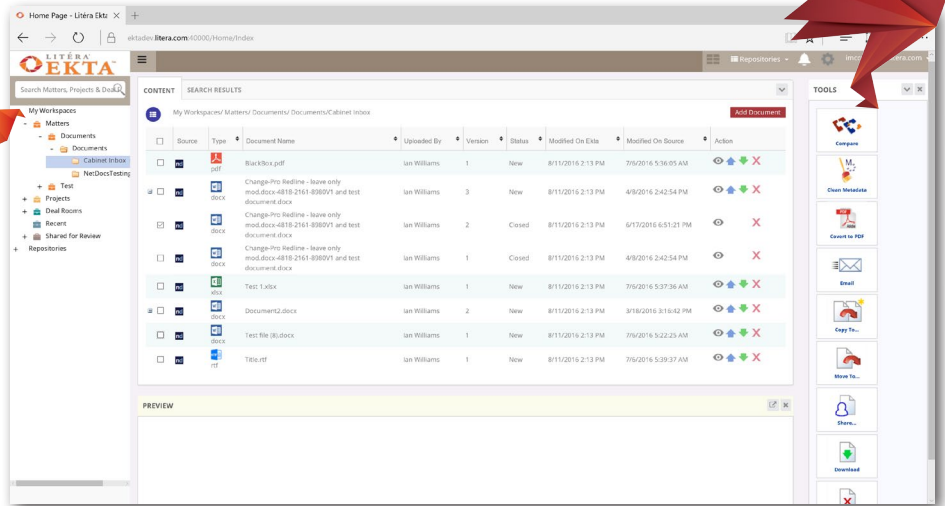 Home Page - Litéra Ekta
ektadev.litera.com:40000/Home/Index
LITÉRA
EKTA
Repositories
Search Matters, Projects & Deal R
My Workspaces
Matters
Documents
Documents
Cabinet Inbox
NetDocsTesting
Test
Projects
Deal Rooms
Recent
Shared for Review
Repositories
CONTENT SEARCH RESULTS
My Workspaces/ Matters/ Documents/ Documents/Cabinet Inbox
Add Document
Source Type Document Name Uploaded By Version Status Modified On Ekta Modified On Source Action
nd pdf BlackBox.pdf Ian Williams 1 New 8/11/2016 2:13 PM 7/6/2016 5:36:05 AM
Change-Pro Redline - leave only
nd docx mod.docx-4818-2161-8980V1 and test Ian Williams 3 New 8/11/2016 2:13 PM 4/8/2016 2:42:54 PM
document.docx
Change-Pro Redline - leave only
nd docx mod.docx-4818-2161-8980V1 and test Ian Williams 2 Closed 8/11/2016 2:13 PM 6/17/2016 6:51:21 PM
document.docx
Change-Pro Redline - leave only
nd docx mod.docx-4818-2161-8980V1 and test Ian Williams 1 Closed 8/11/2016 2:13 PM 4/8/2016 2:42:54 PM
document.docx
nd xlsx Test 1.xlsx Ian Williams 1 New 8/11/2016 2:13 PM 7/6/2016 5:37:36 AM
nd docx Document2.docx Ian Williams 2 New 8/11/2016 2:13 PM 3/18/2016 3:16:42 PM
nd docx Test file (8).docx Ian Williams 1 New 8/11/2016 2:13 PM 7/6/2016 5:22:25 AM
nd rtf Title.rtf Ian Williams 1 New 8/11/2016 2:13 PM 7/6/2016 5:39:37 AM
PREVIEW
TOOLS
Compare
Clean Metadata
Covert to PDF
Email
Copy To...
Move To...
Share...
Download